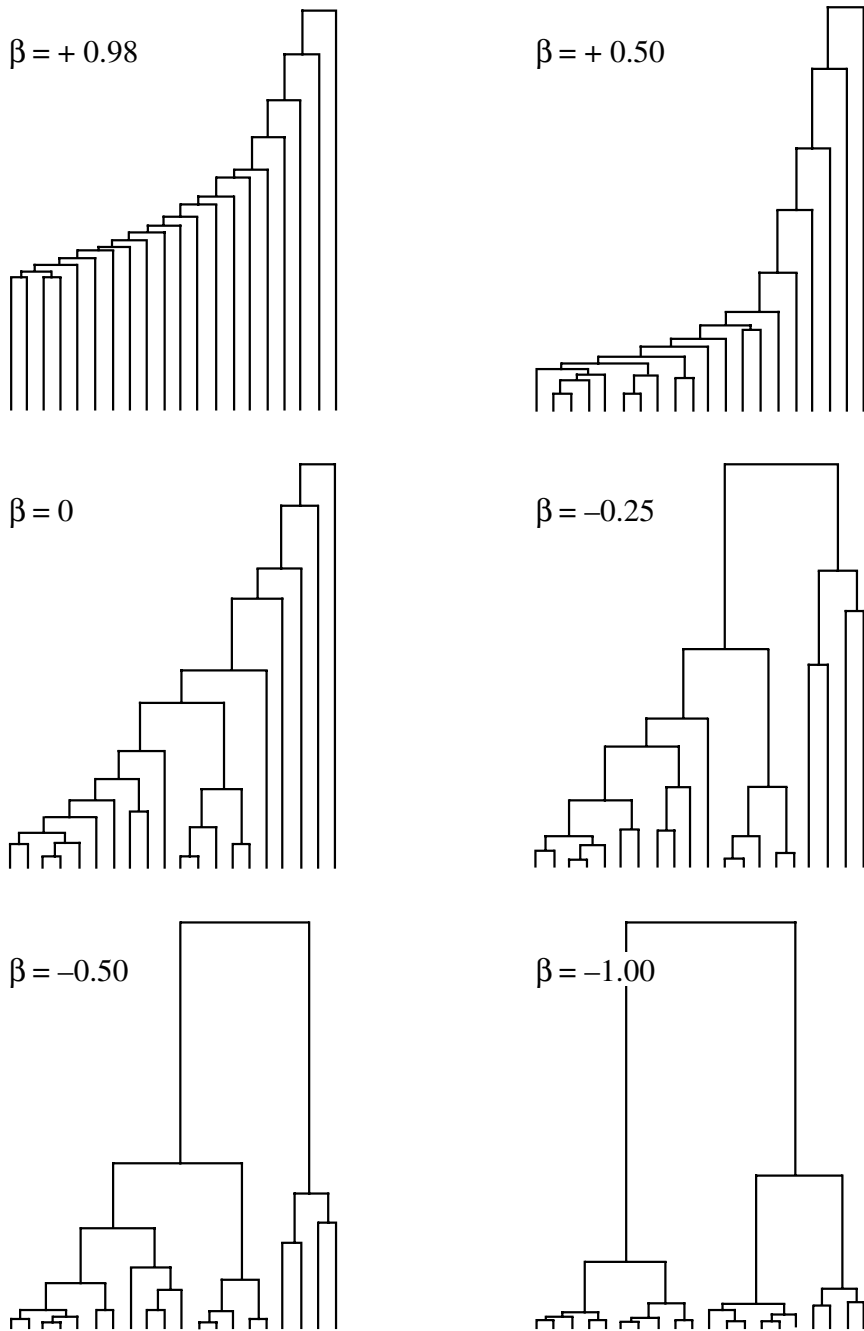 β = + 0.98
β = + 0.50
β = 0
β = –0.25
β = –0.50
β = –1.00